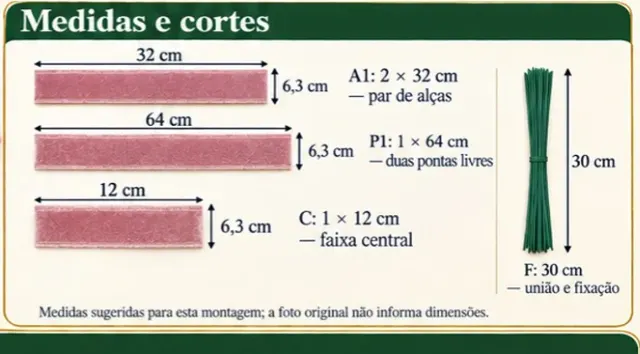 Medidas e cortes
32 cm
6,3 cm
A1: 2 × 32 cm
— par de alças
64 cm
6,3 cm
P1: 1 × 64 cm
— duas pontas livres
12 cm
6,3 cm
C: 1 × 12 cm
— faixa central
30 cm
F: 30 cm
— união e fixação
Medidas sugeridas para esta montagem; a foto original não informa dimensões.